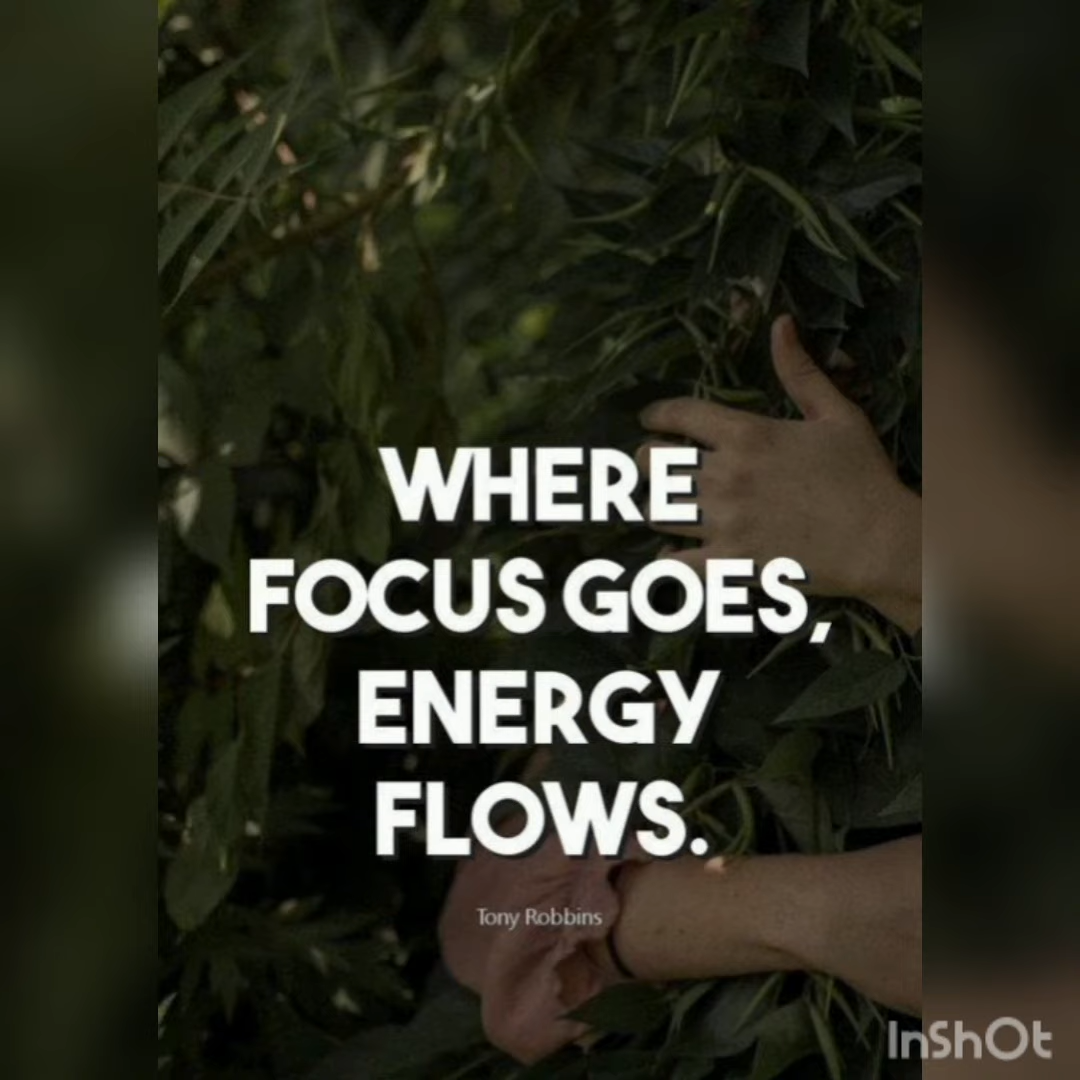 WHERE
FOCUS GOES,
ENERGY
FLOWS.
Tony Robbins
InShOt